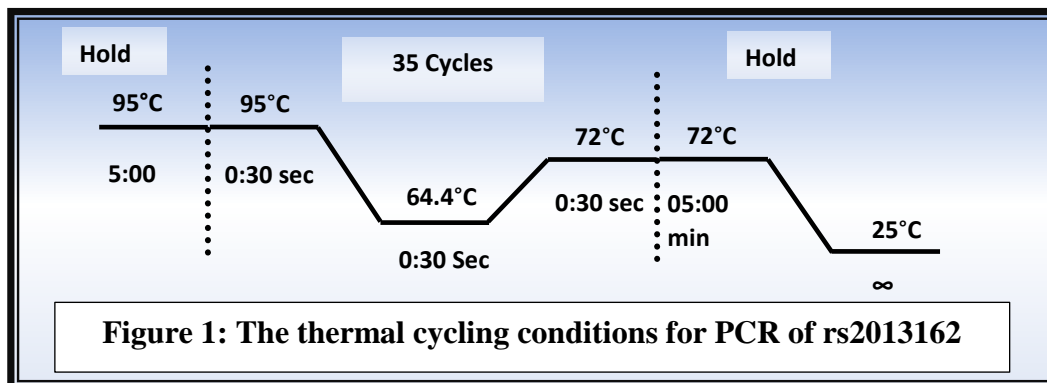 Hold
35 Cycles
Hold
95°C
95°C
72°C
72°C
5:00
0:30 sec
64.4°C
0:30 sec
05:00
min
25°C
0:30 Sec
∞
Figure 1: The thermal cycling conditions for PCR of rs2013162